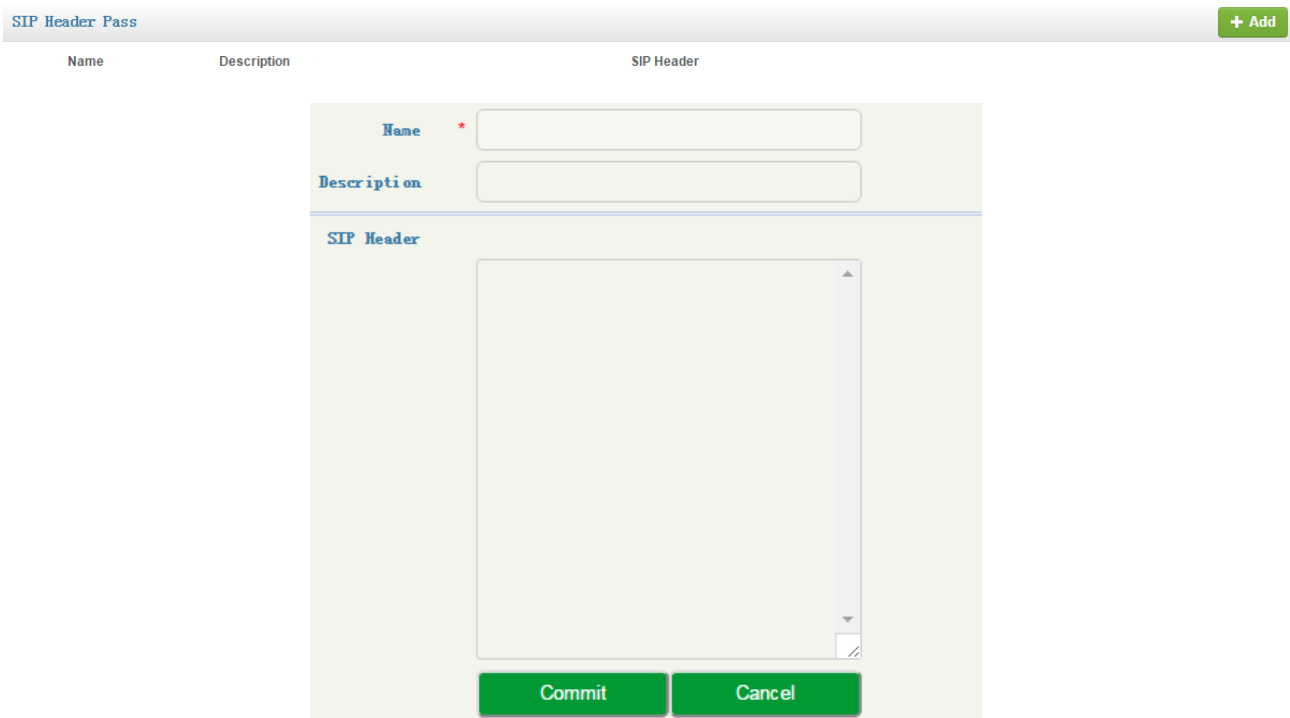 SIP Header Pass + Add
Name Description SIP Header
Name *
Description
SIP Header
Commit Cancel